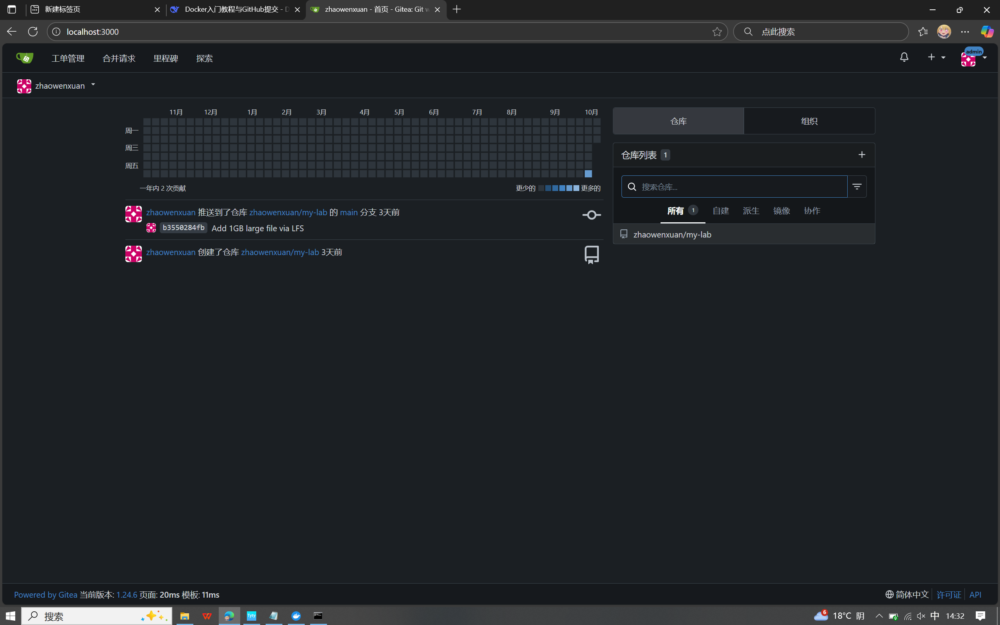 新建标签页
Docker入门教程与GitHub提交 - D
zhaowenxuan - 首页 - Gitea: Git w
localhost:3000
点此搜索
工单管理 合并请求 里程碑 探索
admin
zhaowenxuan
11月 12月 1月 2月 3月 4月 5月 6月 7月 8月 9月 10月
周一
周三
周五
一年内 2 次贡献
更少的 更多的
zhaowenxuan 推送到了仓库 zhaowenxuan/my-lab 的 main 分支 3天前
b3550284fb Add 1GB large file via LFS
zhaowenxuan 创建了仓库 zhaowenxuan/my-lab 3天前
仓库 组织
仓库列表 1
搜索仓库...
所有 1 自建 派生 镜像 协作
zhaowenxuan/my-lab
Powered by Gitea 当前版本: 1.24.6 页面: 20ms 模板: 11ms
简体中文 许可证 API
搜索
Tyty
6
18°C 阴
中
14:32